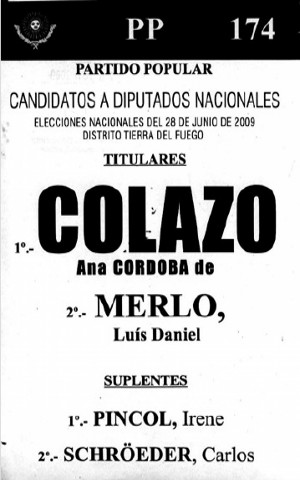 PP 174
PARTIDO POPULAR
CANDIDATOS A DIPUTADOS NACIONALES
ELECCIONES NACIONALES DEL 28 DE JUNIO DE 2009
DISTRITO TIERRA DEL FUEGO
TITULARES
1º.- COLAZO
Ana CORDOBA de
2º.- MERLO,
Luís Daniel
SUPLENTES
1º.- PINCOL, Irene
2º.- SCHRÖEDER, Carlos